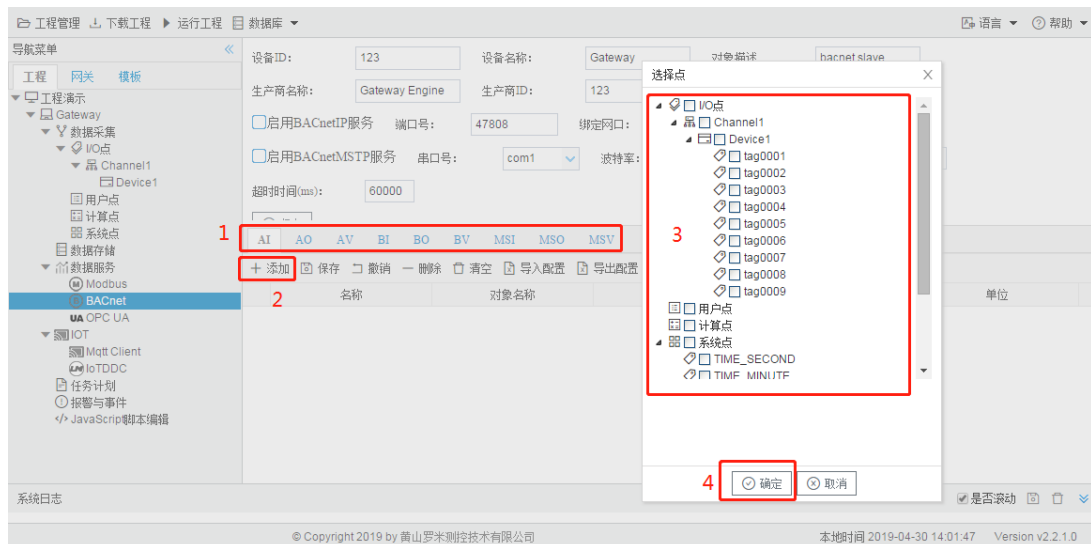 工程管理 下载工程 运行工程 数据库 语言 帮助
导航菜单
工程 网关 模板
工程演示
Gateway
数据采集
I/O点
Channel1
Device1
用户点
计算点
系统点
数据存储
数据服务
Modbus
BACnet
UA OPC UA
IOT
Mqtt Client
IoTDDC
任务计划
报警与事件
</> JavaScript脚本编辑
设备ID: 123 设备名称: Gateway 对象描述 bacnet slave
生产商名称: Gateway Engine 生产商ID: 123
启用BACnetIP服务 端口号: 47808 绑定网口:
启用BACnetMSTP服务 串口号: com1 波特率:
超时时间(ms): 60000
1
AI AO AV BI BO BV MSI MSO MSV
添加 保存 撤销 删除 清空 导入配置 导出配置
2
名称 对象名称 单位
选择点
I/O点
Channel1
Device1
tag0001
tag0002
tag0003
tag0004
tag0005
tag0006
tag0007
tag0008
tag0009
3
用户点
计算点
系统点
TIME_SECOND
TIME_MINUTE
4
确定 取消
系统日志 是否滚动
© Copyright 2019 by 黄山罗米测控技术有限公司 本地时间 2019-04-30 14:01:47 Version v2.2.1.0